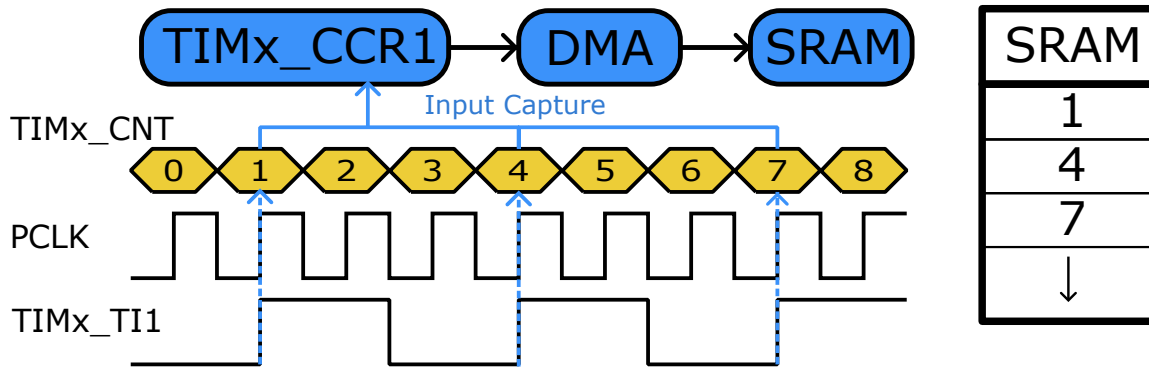 TIMx_CCR1 DMA SRAM
Input Capture
TIMx_CNT
0 1 2 3 4 5 6 7 8
PCLK
TIMx_TI1
SRAM
1
4
7
↓